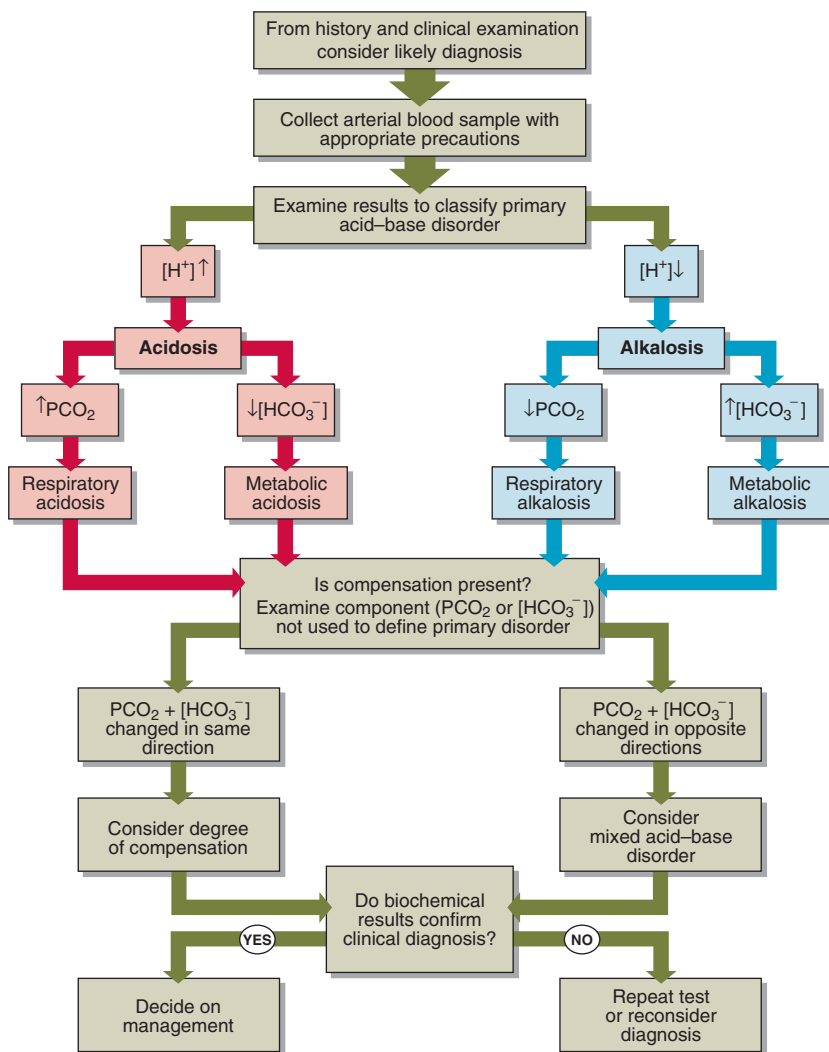 From history and clinical examination
consider likely diagnosis
Collect arterial blood sample with
appropriate precautions
Examine results to classify primary
acid–base disorder
[H⁺]↑
[H⁺]↓
Acidosis
Alkalosis
↑PCO₂
↓[HCO₃⁻]
↓PCO₂
↑[HCO₃⁻]
Respiratory
acidosis
Metabolic
acidosis
Respiratory
alkalosis
Metabolic
alkalosis
Is compensation present?
Examine component (PCO₂ or [HCO₃⁻])
not used to define primary disorder
PCO₂ + [HCO₃⁻]
changed in same
direction
PCO₂ + [HCO₃⁻]
changed in opposite
directions
Consider degree
of compensation
Consider
mixed acid–base
disorder
Do biochemical
results confirm
clinical diagnosis?
YES
NO
Decide on
management
Repeat test
or reconsider
diagnosis